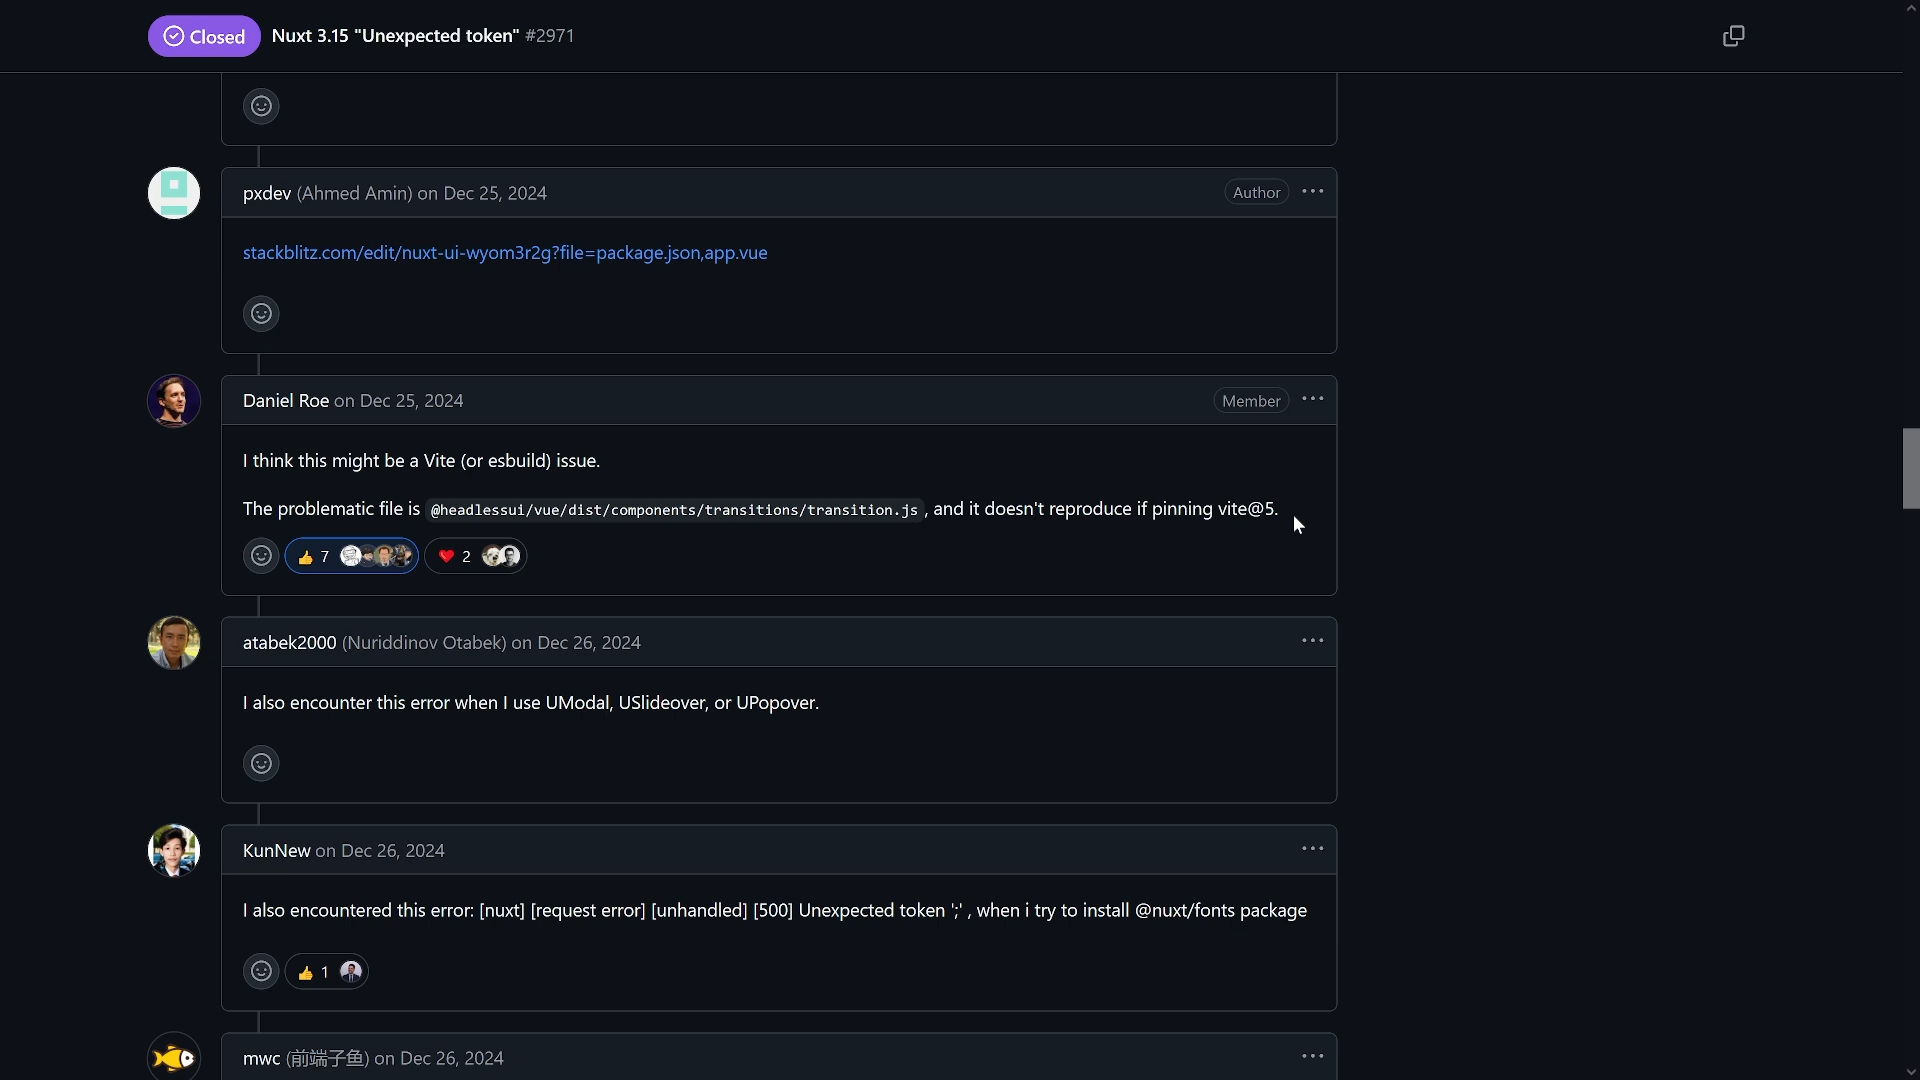 Closed Nuxt 3.15 "Unexpected token" #2971
pxdev (Ahmed Amin) on Dec 25, 2024 Author
stackblitz.com/edit/nuxt-ui-wyom3r2g?file=package.json,app.vue
Daniel Roe on Dec 25, 2024 Member
I think this might be a Vite (or esbuild) issue.
The problematic file is @headlessui/vue/dist/components/transitions/transition.js , and it doesn't reproduce if pinning vite@5.
👍 7 ❤️ 2
atabek2000 (Nuriddinov Otabek) on Dec 26, 2024
I also encounter this error when I use UModal, USlideover, or UPopover.
KunNew on Dec 26, 2024
I also encountered this error: [nuxt] [request error] [unhandled] [500] Unexpected token ';' , when i try to install @nuxt/fonts package
👍 1
mwc (前端子鱼) on Dec 26, 2024